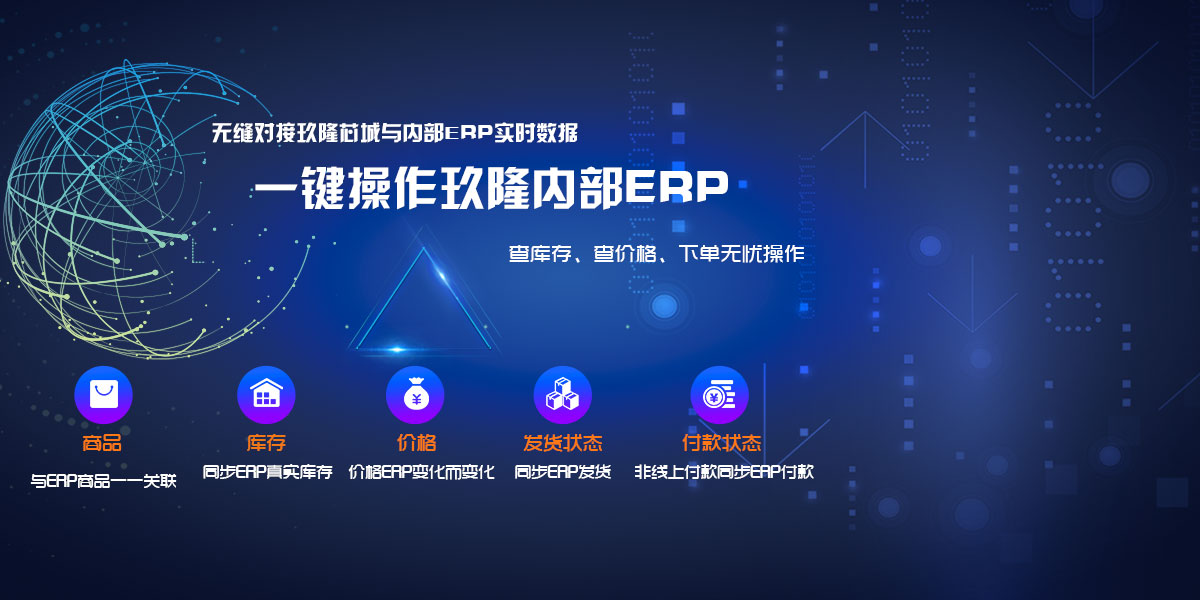 无缝对接玖隆芯城与内部ERP实时数据
一键操作玖隆内部ERP
查库存、查价格、下单无忧操作
商品
库存
价格
发货状态
付款状态
与ERP商品一一关联
同步ERP真实库存
价格ERP变化而变化
同步ERP发货
非线上付款同步ERP付款